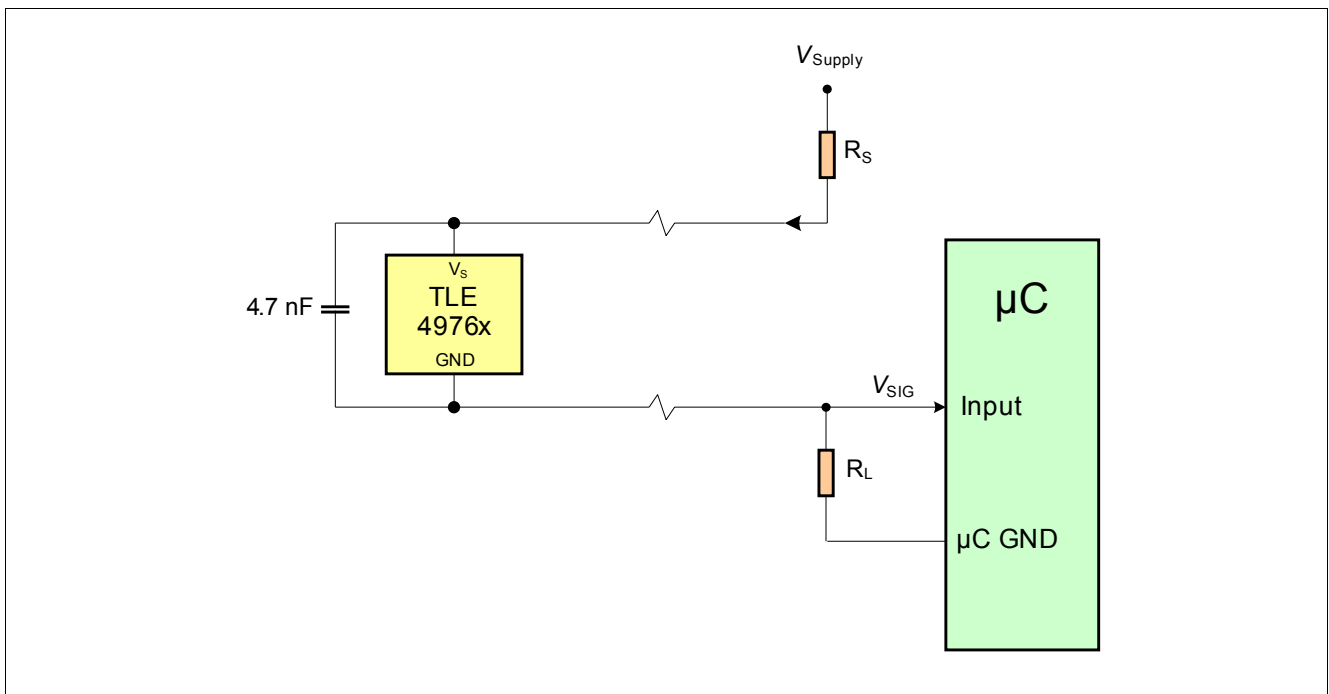 VSupply
RS
VS
TLE
4976x
GND
4.7 nF
µC
VSIG
Input
RL
µC GND